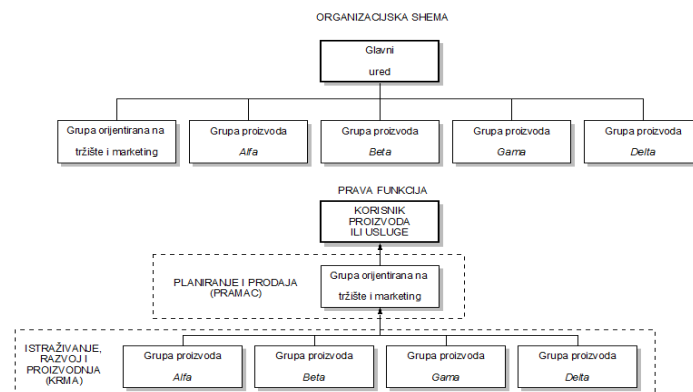 ORGANIZACIJSKA SHEMA
Glavni
ured
Grupa orijentirana na
tržište i marketing
Grupa proizvoda
Alfa
Grupa proizvoda
Beta
Grupa proizvoda
Gama
Grupa proizvoda
Delta
PRAVA FUNKCIJA
KORISNIK
PROIZVODA
ILI USLUGE
PLANIRANJE I PRODAJA
(PRAMAC)
Grupa orijentirana na
tržište i marketing
ISTRAŽIVANJE,
RAZVOJ I
PROIZVODNJA
(KRMA)
Grupa proizvoda
Alfa
Grupa proizvoda
Beta
Grupa proizvoda
Gama
Grupa proizvoda
Delta